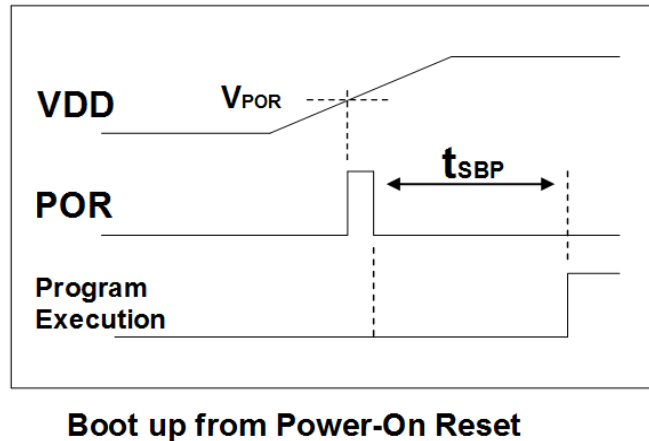 VDD
VPOR
POR
tSBP
Program
Execution
Boot up from Power-On Reset